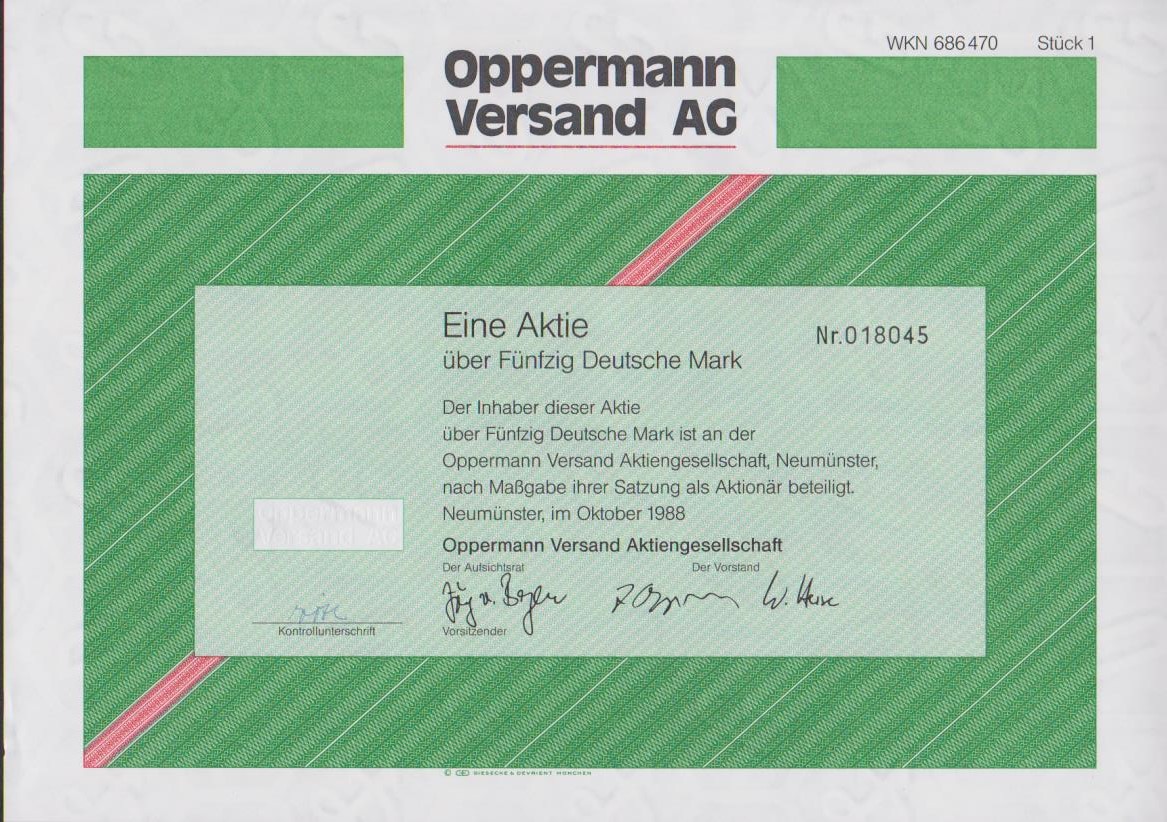 WKN 686470 Stück 1
Oppermann
Versand AG
Eine Aktie
Nr.018045
über Fünfzig Deutsche Mark
Der Inhaber dieser Aktie
über Fünfzig Deutsche Mark ist an der
Oppermann Versand Aktiengesellschaft, Neumünster,
nach Maßgabe ihrer Satzung als Aktionär beteiligt.
Neumünster, im Oktober 1988
oppermann
Versand AG
Oppermann Versand Aktiengesellschaft
Der Aufsichtsrat Der Vorstand
Kontrollunterschrift Vorsitzender
© GD GIESECKE & DEVRIENT MÜNCHEN